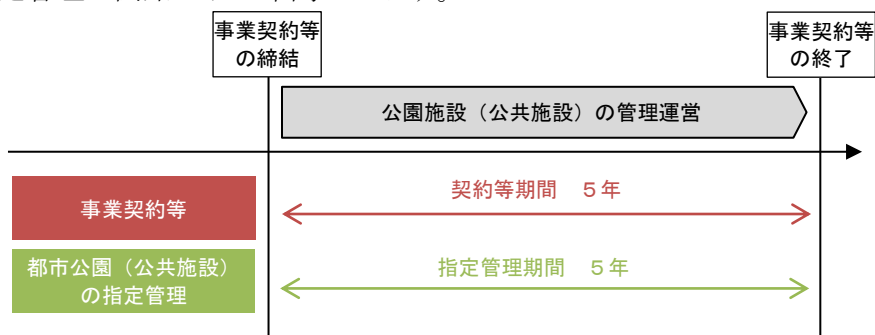 事業契約等
の締結
事業契約等
の終了
公園施設（公共施設）の管理運営
事業契約等
契約等期間　５年
都市公園（公共施設）
の指定管理
指定管理期間　５年